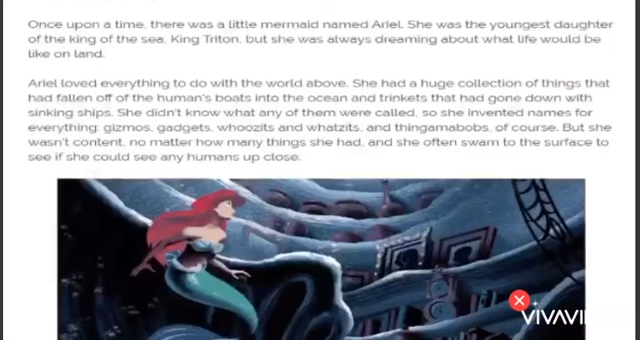 Once upon a time, there was a little mermaid named Ariel. She was the youngest daughter
of the king of the sea, King Triton, but she was always dreaming about what life would be
like on land.
Ariel loved everything to do with the world above. She had a huge collection of things that
had fallen off of the human's boats into the ocean and trinkets that had gone down with
sinking ships. She didn't know what any of them were called, so she invented names for
everything: gizmos, gadgets, whoozits and whatzits, and thingamabobs, of course. But she
wasn't content, no matter how many things she had, and she often swam to the surface to
see if she could see any humans up close.